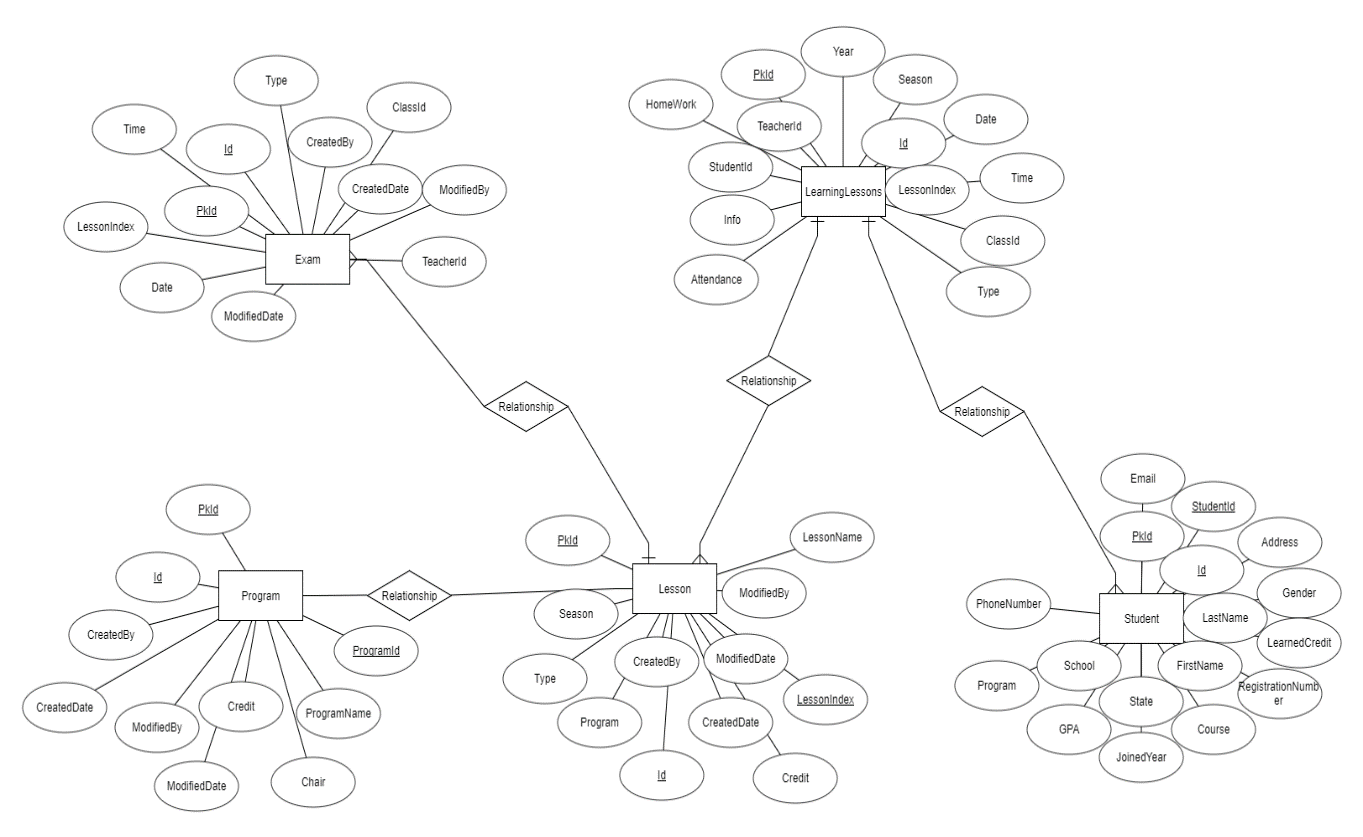 Year
Type
PkId
Season
HomeWork
ClassId
Date
TeacherId
Time
CreatedBy
Id
Id
StudentId
Time
CreatedDate
ModifiedBy
LearningLessons
LessonIndex
PkId
Info
LessonIndex
ClassId
Exam
TeacherId
Attendance
Date
Type
ModifiedDate
Relationship
Relationship
Relationship
Email
StudentId
PkId
PkId
LessonName
PkId
Address
Id
Id
Lesson
ModifiedBy
Gender
Program
Relationship
PhoneNumber
Season
Student
LastName
CreatedBy
LearnedCredit
ProgramId
CreatedBy
ModifiedDate
School
FirstName
Type
Program
RegistrationNumb
er
LessonIndex
State
CreatedDate
Credit
ProgramName
Program
CreatedDate
ModifiedBy
GPA
Course
JoinedYear
Id
Credit
Chair
ModifiedDate